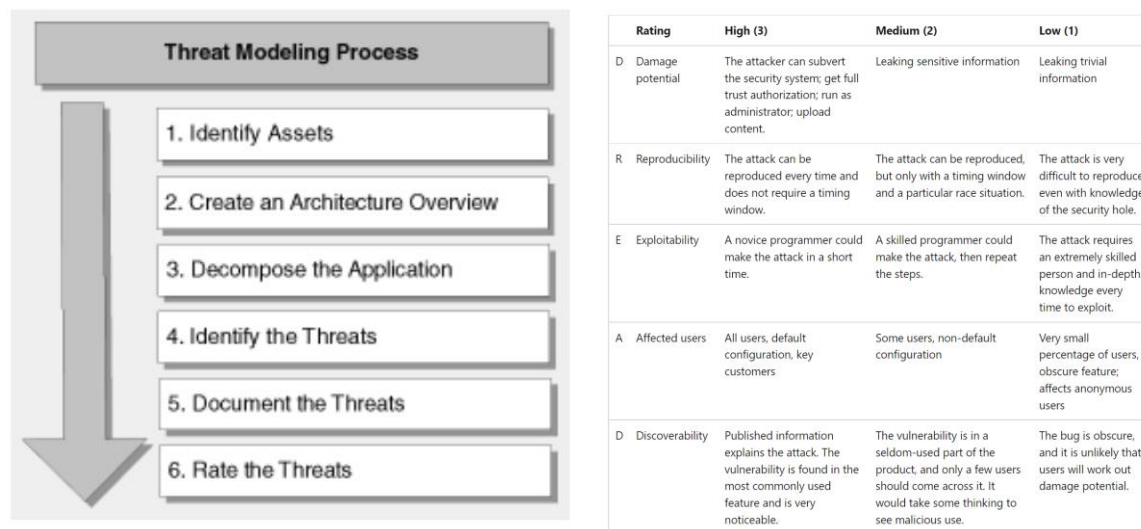 Threat Modeling Process
1. Identify Assets
2. Create an Architecture Overview
3. Decompose the Application
4. Identify the Threats
5. Document the Threats
6. Rate the Threats
Rating High (3) Medium (2) Low (1)
D Damage potential
The attacker can subvert
the security system; get full
trust authorization; run as
administrator; upload
content.
Leaking sensitive information
Leaking trivial
information
R Reproducibility
The attack can be
reproduced every time and
does not require a timing
window.
The attack can be reproduced,
but only with a timing window
and a particular race situation.
The attack is very
difficult to reproduce
even with knowledge
of the security hole.
E Exploitability
A novice programmer could
make the attack in a short
time.
A skilled programmer could
make the attack, then repeat
the steps.
The attack requires
an extremely skilled
person and in-depth
knowledge every
time to exploit.
A Affected users
All users, default
configuration, key
customers
Some users, non-default
configuration
Very small
percentage of users,
obscure feature;
affects anonymous
users
D Discoverability
Published information
explains the attack. The
vulnerability is found in the
most commonly used
feature and is very
noticeable.
The vulnerability is in a
seldom-used part of the
product, and only a few users
should come across it. It
would take some thinking to
see malicious use.
The bug is obscure,
and it is unlikely that
users will work out
damage potential.